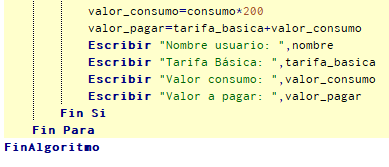 valor_consumo=consumo*200
valor_pagar=tarifa_basica+valor_consumo
Escribir "Nombre usuario: ",nombre
Escribir "Tarifa Básica: ",tarifa_basica
Escribir "Valor consumo: ",valor_consumo
Escribir "Valor a pagar: ",valor_pagar
Fin Si
Fin Para
FinAlgoritmo